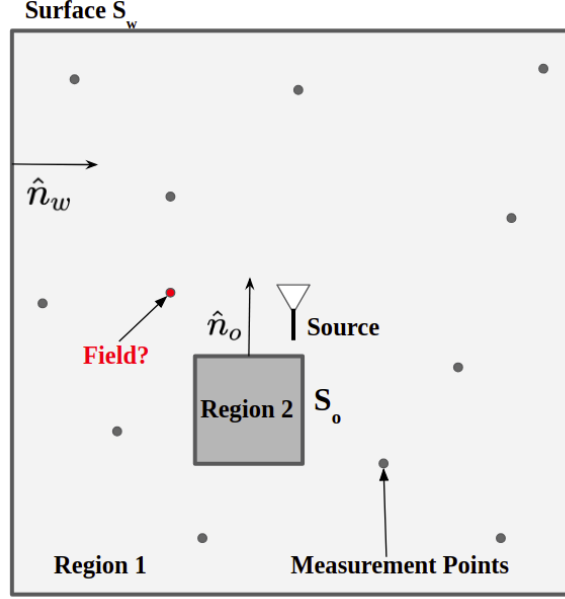 Surface S_w
n̂_w
Field?
n̂_o
Source
Region 2
S_o
Region 1
Measurement Points